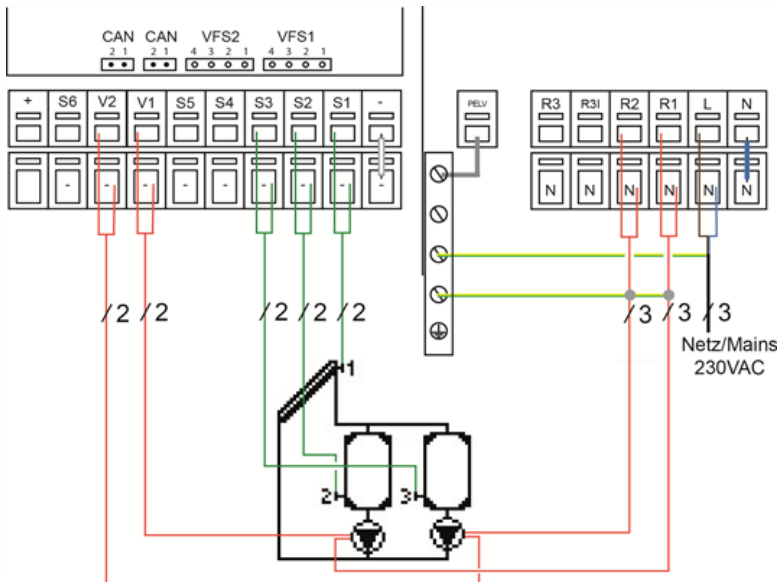 CAN CAN VFS2 VFS1
2 1 2 1 4 3 2 1 4 3 2 1
+ S6 V2 V1 S5 S4 S3 S2 S1 - PELV R3 R3I R2 R1 L N
- - - - - - - - N N N N N N
/2 /2 /2 /2 /2 /3 /3 /3
Netz/Mains
230VAC
1
2 3